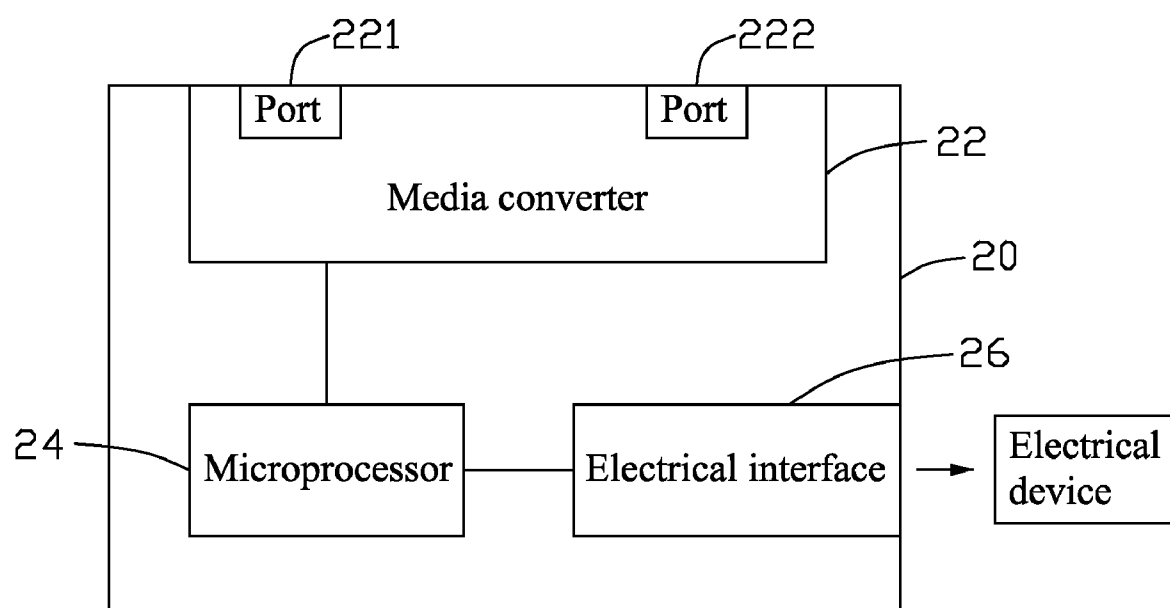 221
222
Port
Port
22
Media converter
20
26
24
Microprocessor
Electrical interface
Electrical
device